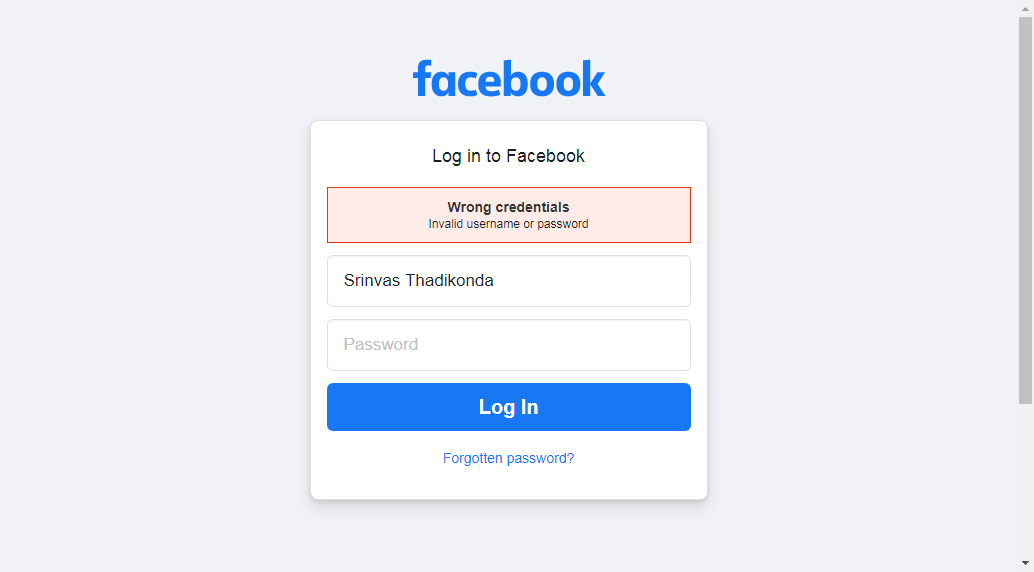 facebook
Log in to Facebook
Wrong credentials
Invalid username or password
Srinvas Thadikonda
Password
Log In
Forgotten password?